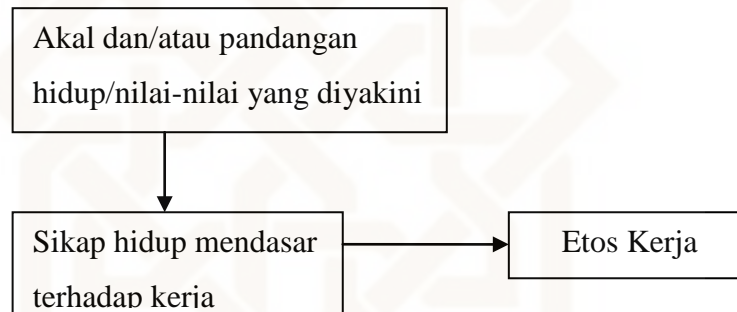 Akal dan/atau pandangan
hidup/nilai-nilai yang diyakini
Sikap hidup mendasar
terhadap kerja
Etos Kerja